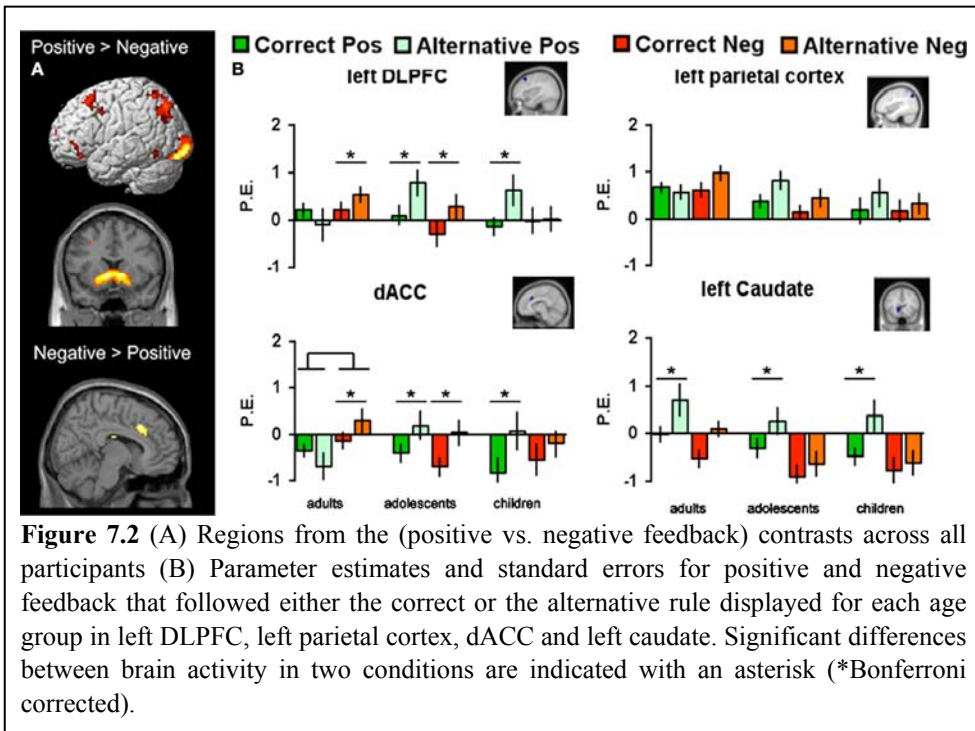 Positive > Negative
A
Correct Pos Alternative Pos Correct Neg Alternative Neg
B
left DLPFC
left parietal cortex
P.E.
2
1
0
-1
* * * *
P.E.
2
1
0
-1
Negative > Positive
dACC
left Caudate
P.E.
2
1
0
-1
* * * *
adults adolescents children
P.E.
2
1
0
-1
* * *
adults adolescents children
Figure 7.2 (A) Regions from the (positive vs. negative feedback) contrasts across all
participants (B) Parameter estimates and standard errors for positive and negative
feedback that followed either the correct or the alternative rule displayed for each age
group in left DLPFC, left parietal cortex, dACC and left caudate. Significant differences
between brain activity in two conditions are indicated with an asterisk (*Bonferroni
corrected).